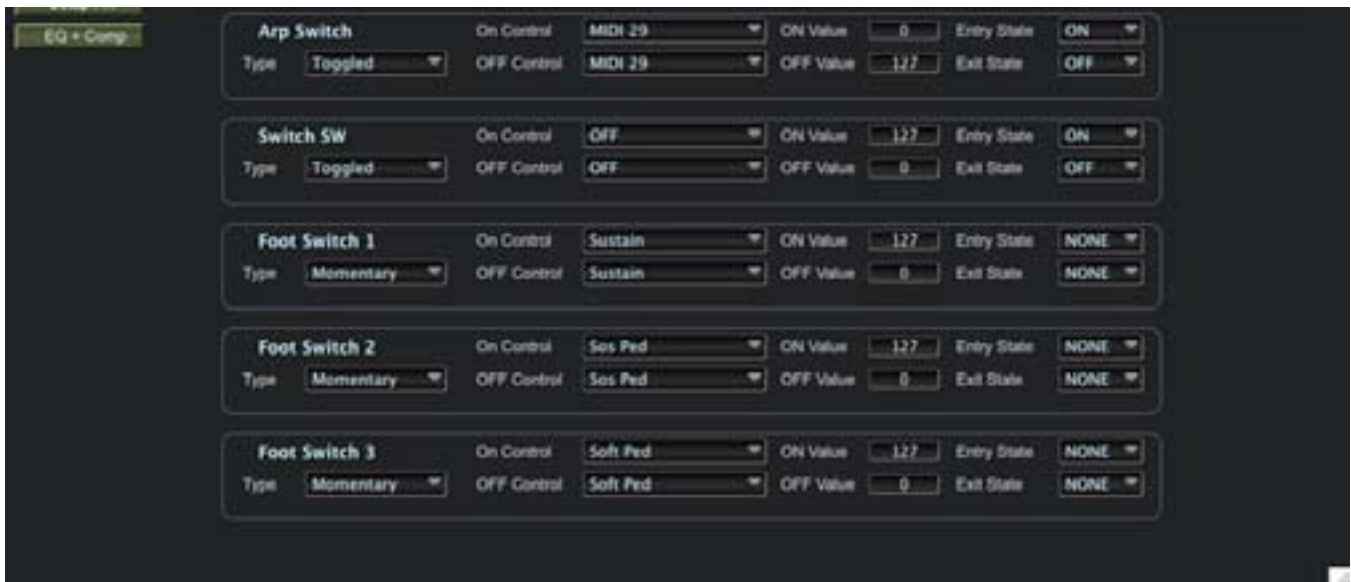 EQ + Comp
Arp Switch On Control MIDI 29 ON Value 0 Entry State ON
Type Toggled OFF Control MIDI 29 OFF Value 127 Exit State OFF
Switch SW On Control OFF ON Value 127 Entry State ON
Type Toggled OFF Control OFF OFF Value 0 Exit State OFF
Foot Switch 1 On Control Sustain ON Value 127 Entry State NONE
Type Momentary OFF Control Sustain OFF Value 0 Exit State NONE
Foot Switch 2 On Control Sos Ped ON Value 127 Entry State NONE
Type Momentary OFF Control Sos Ped OFF Value 0 Exit State NONE
Foot Switch 3 On Control Soft Ped ON Value 127 Entry State NONE
Type Momentary OFF Control Soft Ped OFF Value 0 Exit State NONE